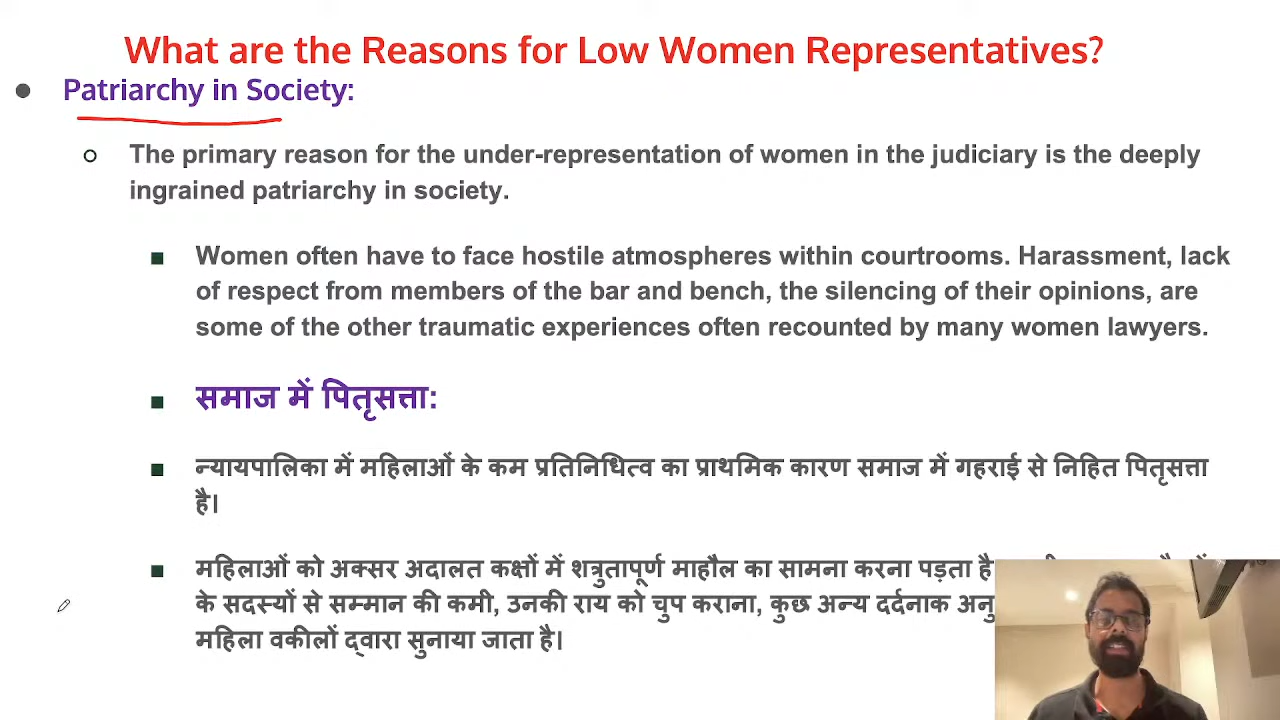 What are the Reasons for Low Women Representatives?
● Patriarchy in Society:
o The primary reason for the under-representation of women in the judiciary is the deeply
ingrained patriarchy in society.
■ Women often have to face hostile atmospheres within courtrooms. Harassment, lack
of respect from members of the bar and bench, the silencing of their opinions, are
some of the other traumatic experiences often recounted by many women lawyers.
■ समाज में पितृसत्ता:
■ न्यायपालिका में महिलाओं के कम प्रतिनिधित्व का प्राथमिक कारण समाज में गहराई से निहित पितृसत्ता
है।
■ महिलाओं को अक्सर अदालत कक्षों में शत्रुतापूर्ण माहौल का सामना करना पड़ता है
के सदस्यों से सम्मान की कमी, उनकी राय को चुप कराना, कुछ अन्य दर्दनाक
महिला वकीलों द्वारा सुनाया जाता है।